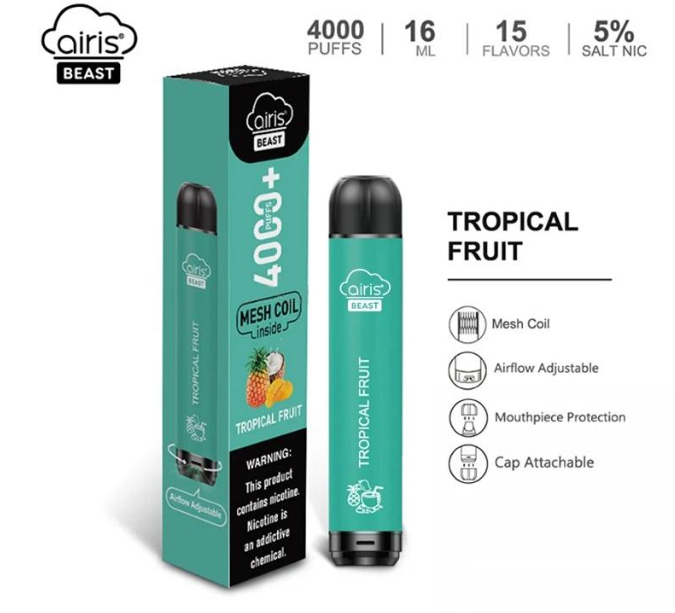 airis®
BEAST
4000
PUFFS
16
ML
15
FLAVORS
5%
SALT NIC
airis®
BEAST
4000+
PUFFS
MESH COIL
inside
TROPICAL FRUIT
WARNING:
This product
contains nicotine.
Nicotine is
an addictive
chemical.
airis®
BEAST
TROPICAL FRUIT
Airflow Adjustable
airis®
BEAST
TROPICAL FRUIT
TROPICAL
FRUIT
Mesh Coil
Airflow Adjustable
Mouthpiece Protection
Cap Attachable